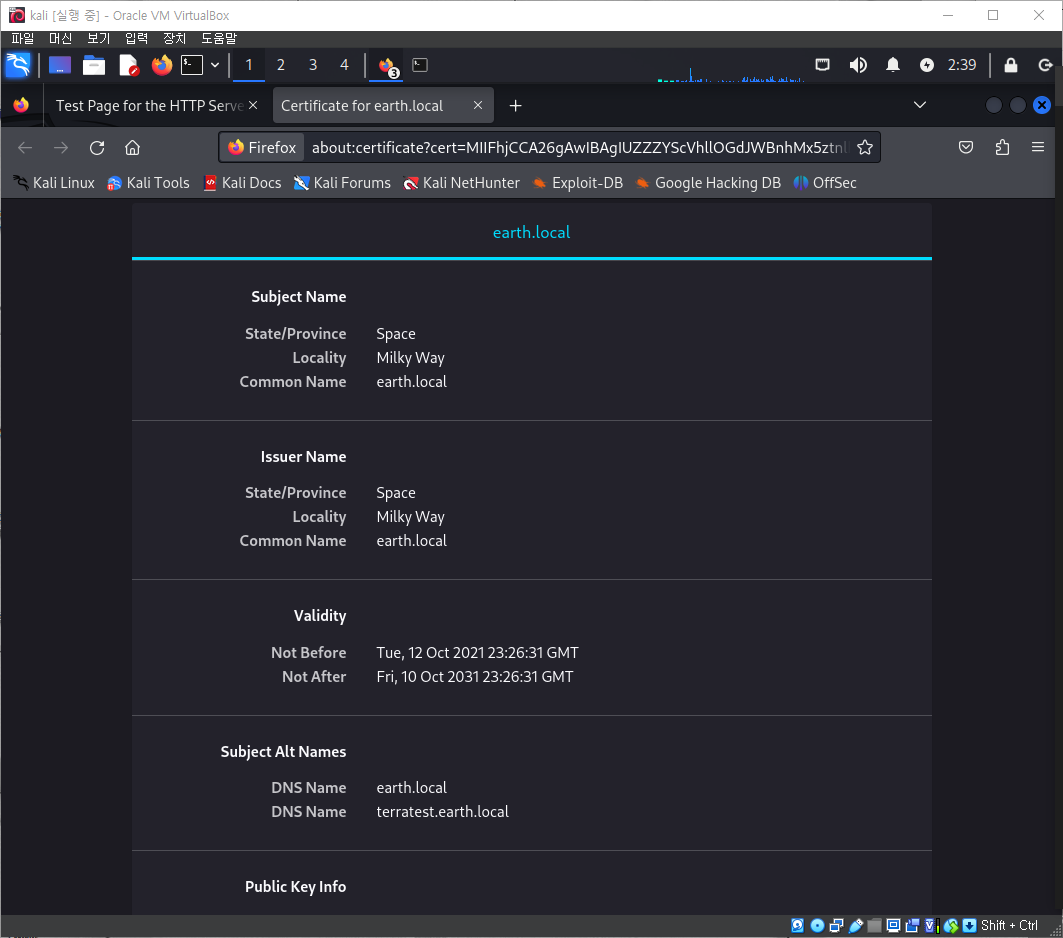 kali [실행 중] - Oracle VM VirtualBox
파일 머신 보기 입력 장치 도움말
1 2 3 4 3 2:39
Test Page for the HTTP Serve Certificate for earth.local
Firefox about:certificate?cert=MIIFhjCCA26gAwIBAgIUZZZYScVhllOGdJWBnhMx5ztnl
Kali Linux Kali Tools Kali Docs Kali Forums Kali NetHunter Exploit-DB Google Hacking DB OffSec
earth.local
Subject Name
State/Province Space
Locality Milky Way
Common Name earth.local
Issuer Name
State/Province Space
Locality Milky Way
Common Name earth.local
Validity
Not Before Tue, 12 Oct 2021 23:26:31 GMT
Not After Fri, 10 Oct 2031 23:26:31 GMT
Subject Alt Names
DNS Name earth.local
DNS Name terratest.earth.local
Public Key Info
Shift + Ctrl